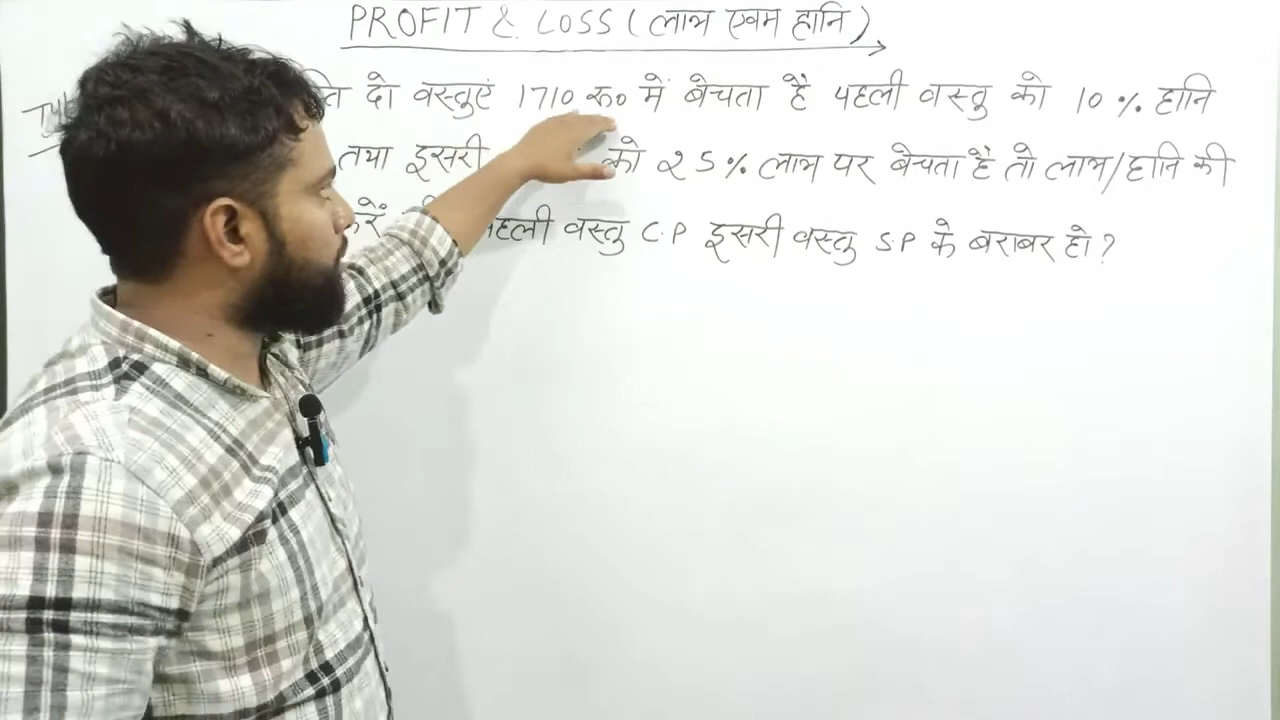 PROFIT & LOSS ( लाभ एवम हानि )
दो वस्तुएं 1710 रू० में बेचता है पहली वस्तु को 10 % हानि
तथा दूसरी को 25 % लाभ पर बेचता है तो लाभ/हानि की
करें पहली वस्तु C.P दूसरी वस्तु S.P के बराबर हो ?